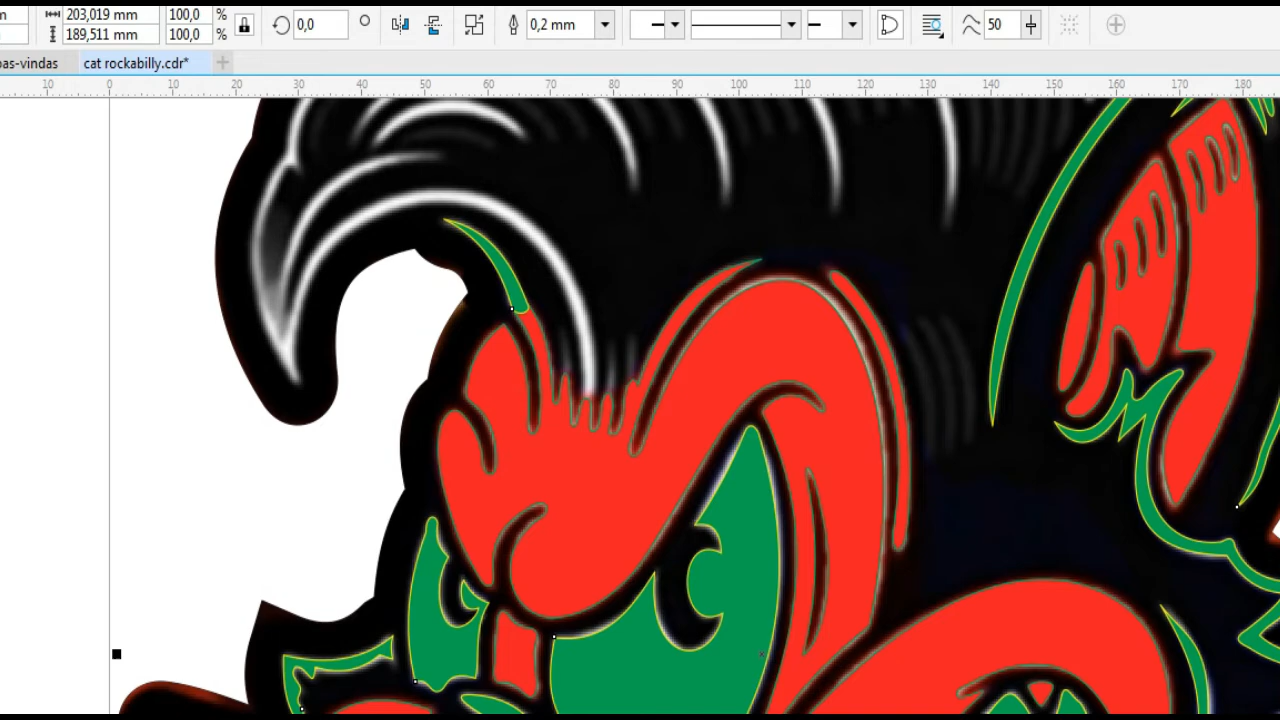 m 203,019 mm 100,0 % 0,0 ° 0,2 mm 50
m 189,511 mm 100,0 %
oas-vindas cat rockabilly.cdr* +
10 0 10 20 30 40 50 60 70 80 90 100 110 120 130 140 150 160 170 180